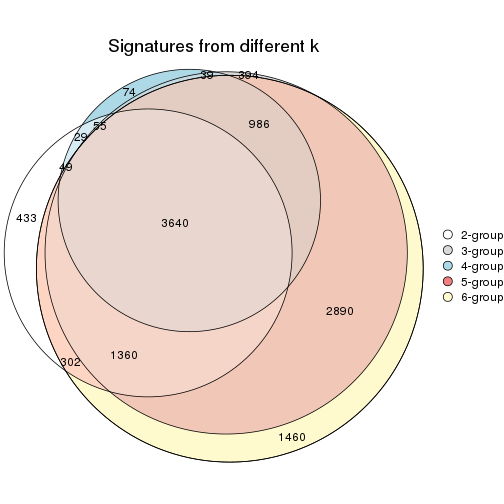 Signatures from different k
39
394
74
55
986
29
49
433
3640
2-group
3-group
4-group
5-group
6-group
2890
1360
302
1460